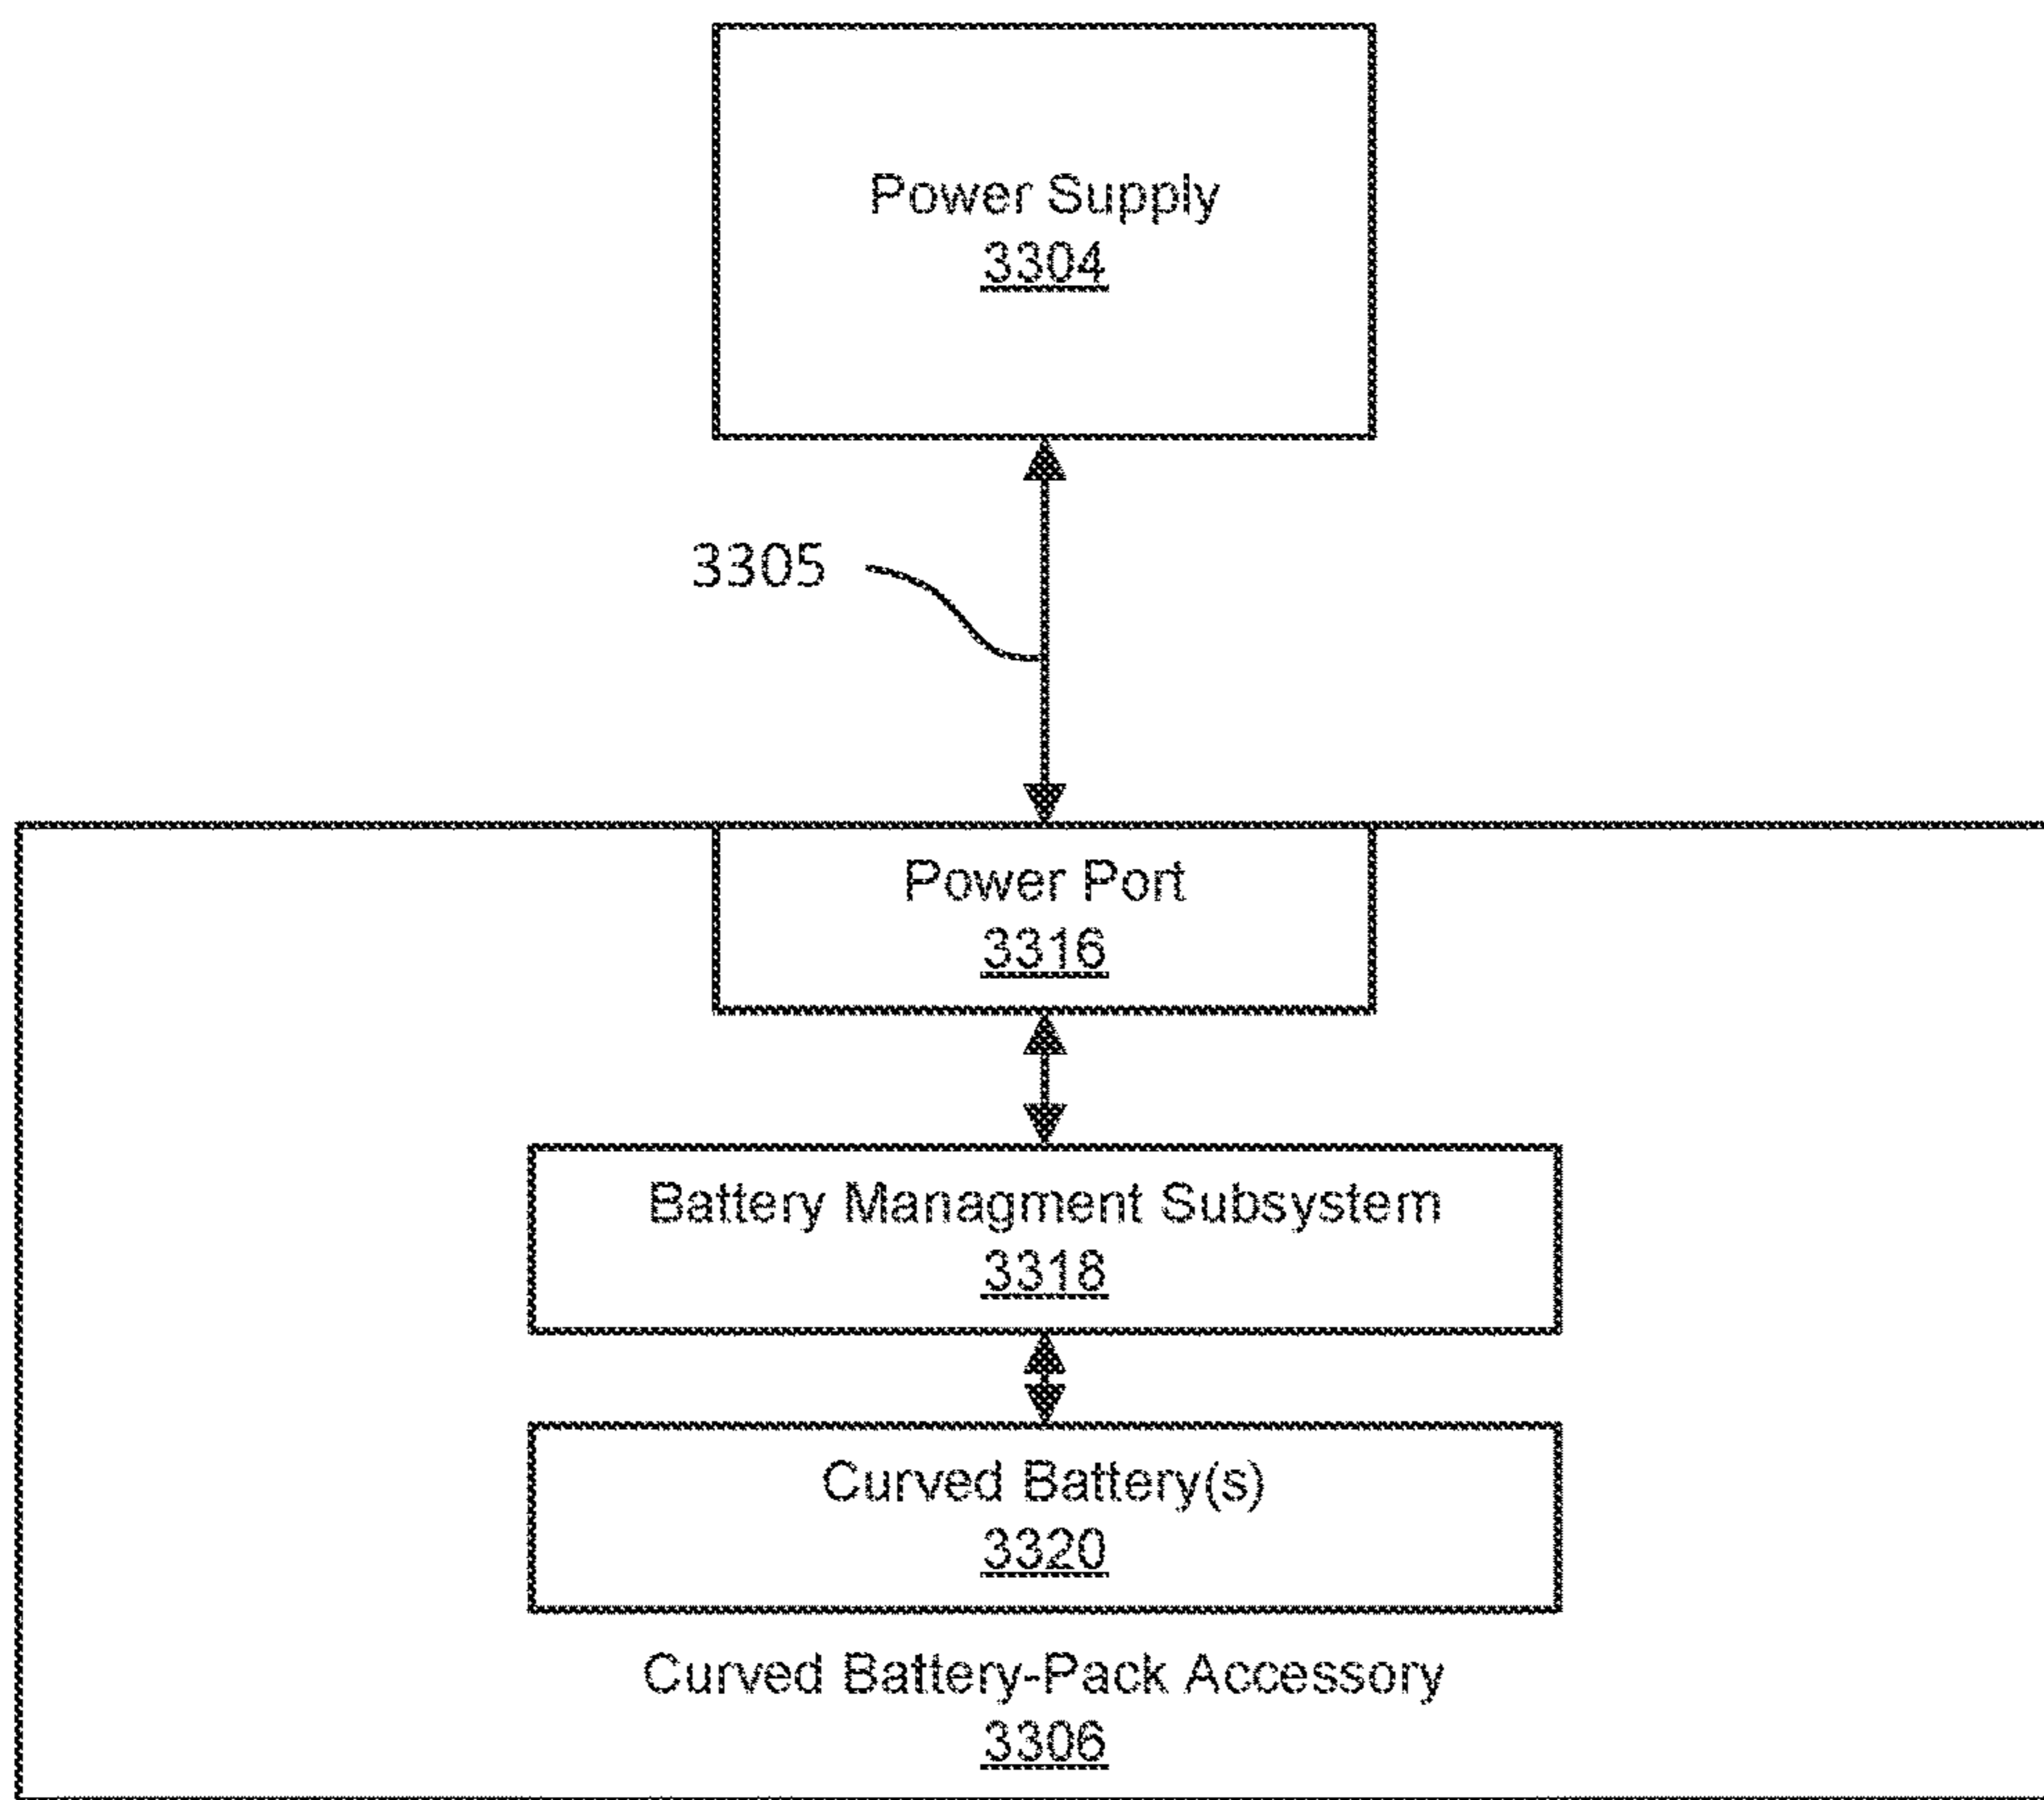 Power Supply
3304
3305
Power Port
3316
Battery Managment Subsystem
3318
Curved Battery(s)
3320
Curved Battery-Pack Accessory
3306